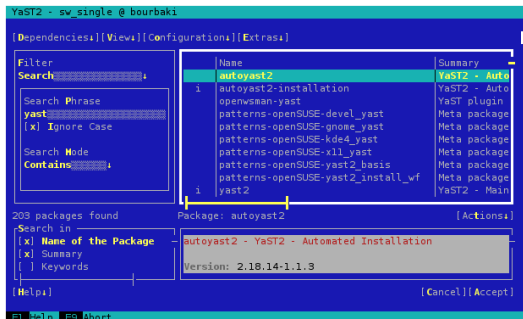 YaST2 - sw_single @ bourbaki
[Dependencies↓][View↓][Configuration↓][Extras↓]
Filter
Search↓
Search Phrase
yast
[x] Ignore Case
Search Mode
Contains↓
Name Summary
autoyast2 YaST2 - Auto
i autoyast2-installation YaST2 - Auto
openwsman-yast YaST plugin
patterns-openSUSE-devel_yast Meta package
patterns-openSUSE-gnome_yast Meta package
patterns-openSUSE-kde4_yast Meta package
patterns-openSUSE-x11_yast Meta package
patterns-openSUSE-yast2_basis Meta package
patterns-openSUSE-yast2_install_wf Meta package
i yast2 YaST2 - Main
203 packages found Package: autoyast2 [Actions↓]
Search in
[x] Name of the Package
[x] Summary
[ ] Keywords
autoyast2 - YaST2 - Automated Installation
Version: 2.18.14-1.1.3
[Help↓] [Cancel][Accept]
F1 Help F9 Abort